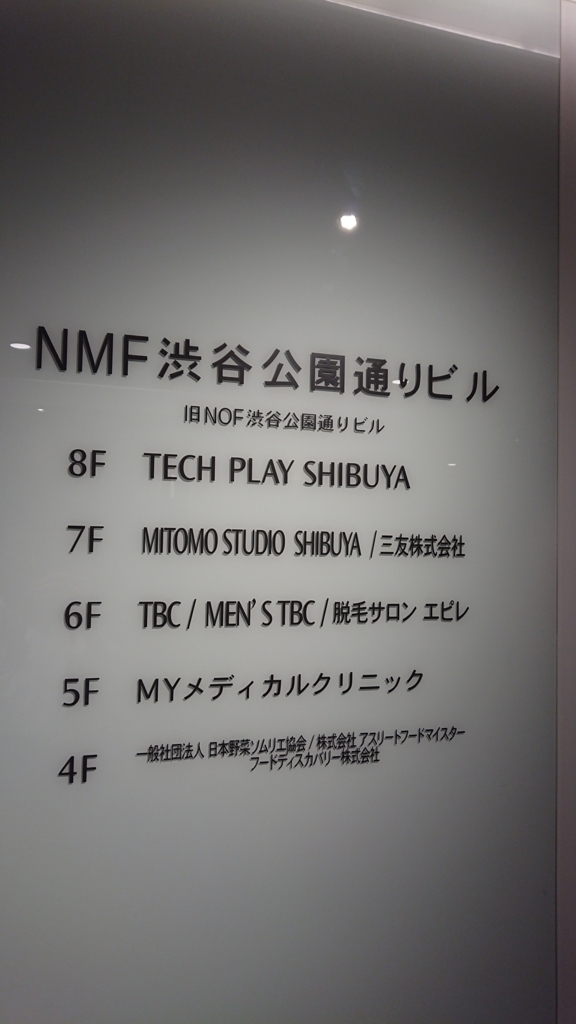 NMF渋谷公園通りビル
旧NOF渋谷公園通りビル
8F TECH PLAY SHIBUYA
7F MITOMO STUDIO SHIBUYA /三友株式会社
6F TBC / MEN'S TBC / 脱毛サロン エピレ
5F MYメディカルクリニック
4F 一般社団法人 日本野菜ソムリエ協会 / 株式会社 アスリートフードマイスター
フードディスカバリー株式会社